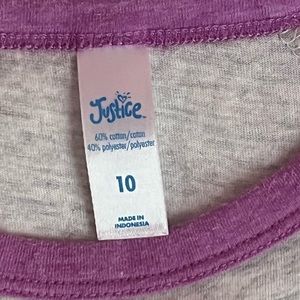 Justice
60% cotton/coton
40% polyester/polyester
10
MADE IN
INDONESIA